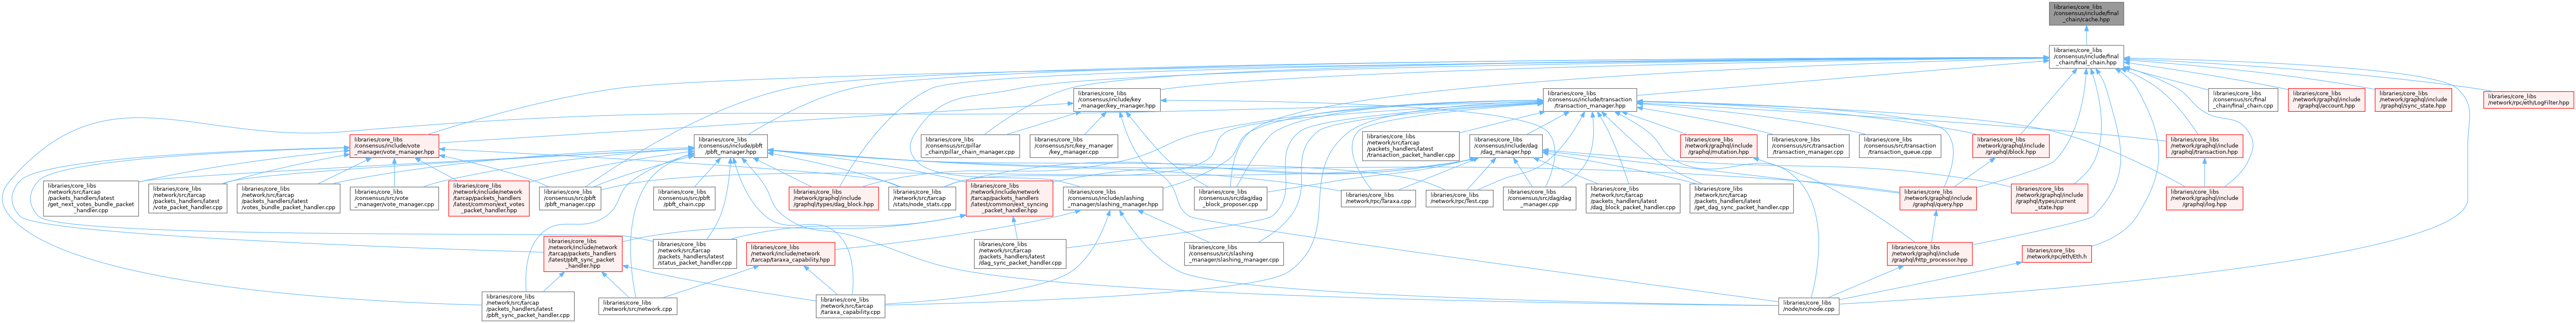 libraries/core_libs
/consensus/include/final
_chain/cache.hpp
libraries/core_libs
/consensus/include/final
_chain/final_chain.hpp
libraries/core_libs
/consensus/include/key
_manager/key_manager.hpp
libraries/core_libs
/consensus/include/transaction
/transaction_manager.hpp
libraries/core_libs
/consensus/src/final
_chain/final_chain.cpp
libraries/core_libs
/network/graphql/include
/graphql/account.hpp
libraries/core_libs
/network/graphql/include
/graphql/sync_state.hpp
libraries/core_libs
/network/rpc/eth/LogFilter.hpp
libraries/core_libs
/consensus/include/vote
_manager/vote_manager.hpp
libraries/core_libs
/consensus/include/pbft
/pbft_manager.hpp
libraries/core_libs
/consensus/src/pillar
_chain/pillar_chain_manager.cpp
libraries/core_libs
/consensus/src/key_manager
/key_manager.cpp
libraries/core_libs
/network/src/tarcap
/packets_handlers/latest
/transaction_packet_handler.cpp
libraries/core_libs
/consensus/include/dag
/dag_manager.hpp
libraries/core_libs
/network/graphql/include
/graphql/mutation.hpp
libraries/core_libs
/consensus/src/transaction
/transaction_manager.cpp
libraries/core_libs
/consensus/src/transaction
/transaction_queue.cpp
libraries/core_libs
/network/graphql/include
/graphql/block.hpp
libraries/core_libs
/network/graphql/include
/graphql/transaction.hpp
libraries/core_libs
/network/src/tarcap
/packets_handlers/latest
/get_next_votes_bundle_packet
_handler.cpp
libraries/core_libs
/network/src/tarcap
/packets_handlers/latest
/vote_packet_handler.cpp
libraries/core_libs
/network/src/tarcap
/packets_handlers/latest
/votes_bundle_packet_handler.cpp
libraries/core_libs
/consensus/src/vote
_manager/vote_manager.cpp
libraries/core_libs
/network/include/network
/tarcap/packets_handlers
/latest/common/ext_votes
_packet_handler.hpp
libraries/core_libs
/consensus/src/pbft
/pbft_manager.cpp
libraries/core_libs
/consensus/src/pbft
/pbft_chain.cpp
libraries/core_libs
/network/graphql/include
/graphql/types/dag_block.hpp
libraries/core_libs
/network/src/tarcap
/stats/node_stats.cpp
libraries/core_libs
/network/include/network
/tarcap/packets_handlers
/latest/common/ext_syncing
_packet_handler.hpp
libraries/core_libs
/consensus/include/slashing
_manager/slashing_manager.hpp
libraries/core_libs
/consensus/src/dag/dag
_block_proposer.cpp
libraries/core_libs
/network/rpc/Taraxa.cpp
libraries/core_libs
/network/rpc/Test.cpp
libraries/core_libs
/consensus/src/dag/dag
_manager.cpp
libraries/core_libs
/network/src/tarcap
/packets_handlers/latest
/dag_block_packet_handler.cpp
libraries/core_libs
/network/src/tarcap
/packets_handlers/latest
/get_dag_sync_packet_handler.cpp
libraries/core_libs
/network/graphql/include
/graphql/query.hpp
libraries/core_libs
/network/graphql/include
/graphql/types/current
_state.hpp
libraries/core_libs
/network/graphql/include
/graphql/log.hpp
libraries/core_libs
/network/include/network
/tarcap/packets_handlers
/latest/pbft_sync_packet
_handler.hpp
libraries/core_libs
/network/src/tarcap
/packets_handlers/latest
/status_packet_handler.cpp
libraries/core_libs
/network/include/network
/tarcap/taraxa_capability.hpp
libraries/core_libs
/network/src/tarcap
/packets_handlers/latest
/dag_sync_packet_handler.cpp
libraries/core_libs
/consensus/src/slashing
_manager/slashing_manager.cpp
libraries/core_libs
/network/graphql/include
/graphql/http_processor.hpp
libraries/core_libs
/network/rpc/eth/Eth.h
libraries/core_libs
/network/src/tarcap
/packets_handlers/latest
/pbft_sync_packet_handler.cpp
libraries/core_libs
/network/src/network.cpp
libraries/core_libs
/network/src/tarcap
/taraxa_capability.cpp
libraries/core_libs
/node/src/node.cpp